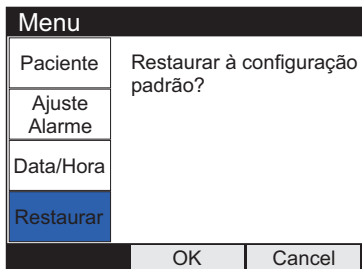 Menu
Paciente
Ajuste
Alarme
Data/Hora
Restaurar
Restaurar à configuração
padrão?
OK
Cancel